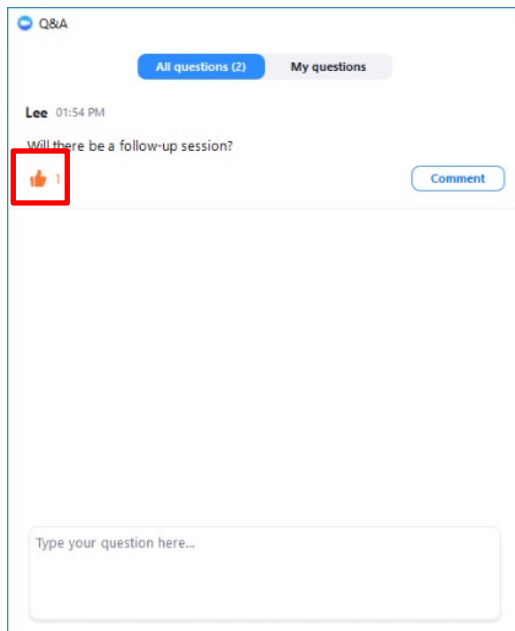 Q&A
All questions (2) My questions
Lee 01:54 PM
Will there be a follow-up session?
1 Comment
Type your question here...